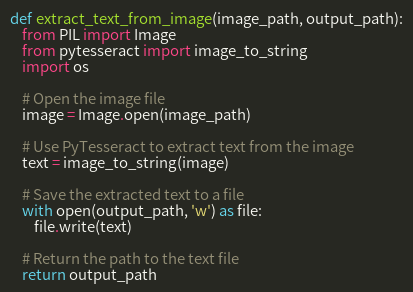 def extract_text_from_image(image_path, output_path):
from PIL import Image
from pytesseract import image_to_string
import os
# Open the image file
image = Image.open(image_path)
# Use PyTesseract to extract text from the image
text = image_to_string(image)
# Save the extracted text to a file
with open(output_path, 'w') as file:
file.write(text)
# Return the path to the text file
return output_path